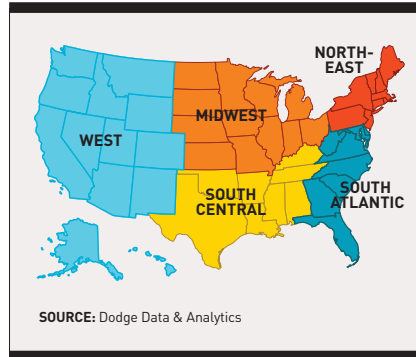 NORTH-
EAST
MIDWEST
WEST
SOUTH
CENTRAL
SOUTH
ATLANTIC
SOURCE: Dodge Data & Analytics